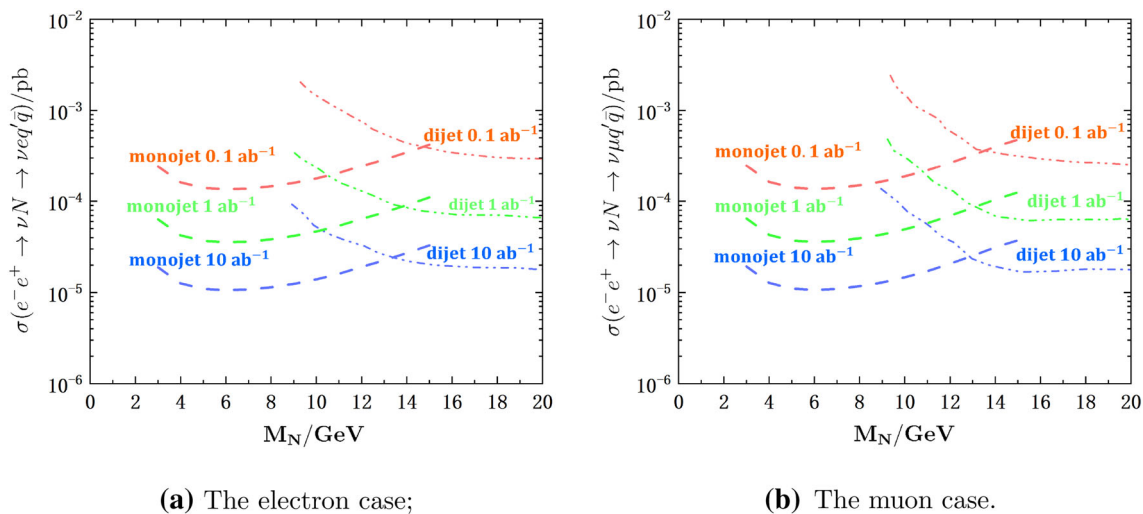 σ(e⁻e⁺ → νN → νeq′q̄)/pb
10⁻²
10⁻³
10⁻⁴
10⁻⁵
10⁻⁶
monojet 0.1 ab⁻¹
dijet 0.1 ab⁻¹
monojet 1 ab⁻¹
dijet 1 ab⁻¹
monojet 10 ab⁻¹
dijet 10 ab⁻¹
0 2 4 6 8 10 12 14 16 18 20
M_N/GeV
(a) The electron case;
σ(e⁻e⁺ → νN → νμq′q̄)/pb
10⁻²
10⁻³
10⁻⁴
10⁻⁵
10⁻⁶
monojet 0.1 ab⁻¹
dijet 0.1 ab⁻¹
monojet 1 ab⁻¹
dijet 1 ab⁻¹
monojet 10 ab⁻¹
dijet 10 ab⁻¹
0 2 4 6 8 10 12 14 16 18 20
M_N/GeV
(b) The muon case.